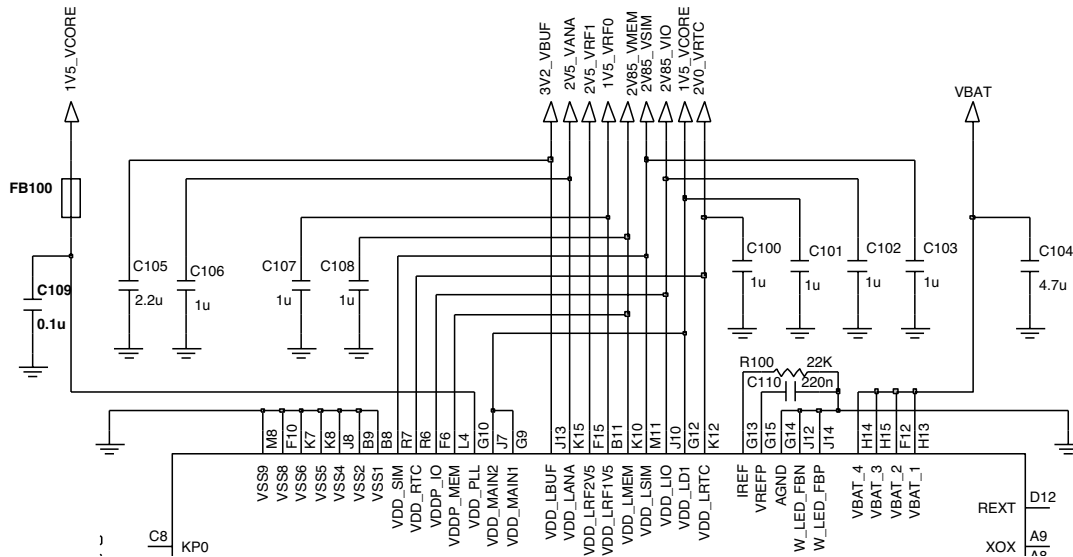 1V5_VCORE
3V2_VBUF
2V5_VANA
2V5_VRF1
1V5_VRF0
2V85_VMEM
2V85_VSIM
2V85_VIO
1V5_VCORE
2V0_VRTC
VBAT
FB100
C105
2.2u
C106
1u
C107
1u
C108
1u
C109
0.1u
C100
1u
C101
1u
C102
1u
C103
1u
C104
4.7u
R100
22K
C110
220n
M8
F10
K7
K8
J8
B9
B8
R7
R6
F6
L4
G10
J7
G9
J13
K15
F15
B11
K10
M11
J10
G12
K12
G13
G15
G14
J12
J14
H14
H15
F12
H13
VSS9
VSS8
VSS6
VSS5
VSS4
VSS2
VSS1
VDD_SIM
VDD_RTC
VDDP_IO
VDDP_MEM
VDD_PLL
VDD_MAIN2
VDD_MAIN1
VDD_LBUF
VDD_LANA
VDD_LRF2V5
VDD_LRF1V5
VDD_LMEM
VDD_LSIM
VDD_LIO
VDD_LD1
VDD_LRTC
IREF
VREFP
AGND
W_LED_FBN
W_LED_FBP
VBAT_4
VBAT_3
VBAT_2
VBAT_1
D12
REXT
C8
KP0
A9
XOX
A8